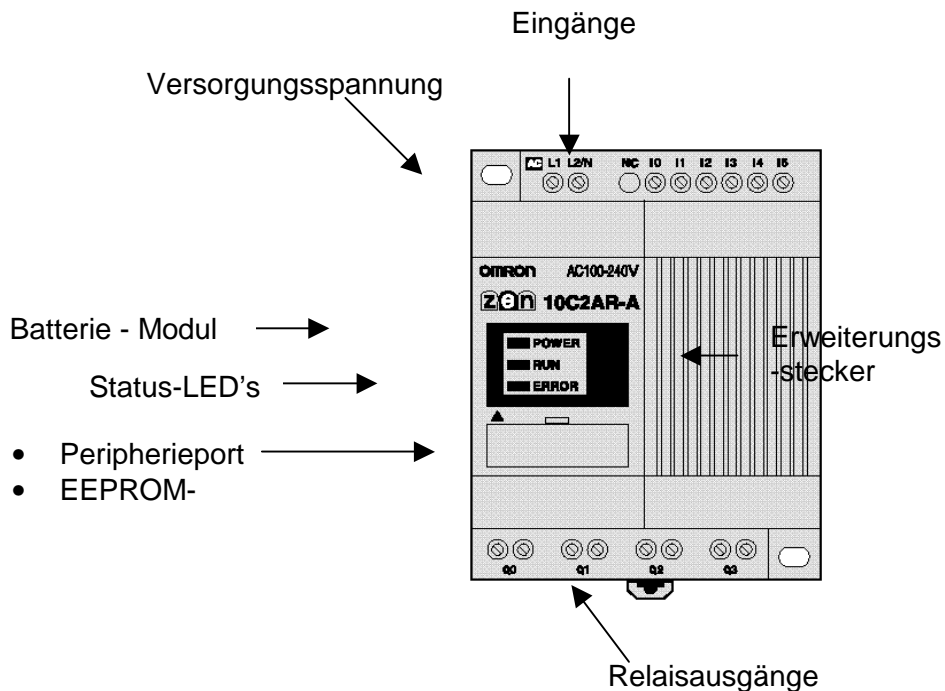 Eingänge
Versorgungsspannung
AC L1 L2/N NC I0 I1 I2 I3 I4 I5
OMRON AC100-240V
zen 10C2AR-A
Batterie - Modul
POWER
Erweiterungs
-stecker
RUN
Status-LED's
ERROR
• Peripherieport
• EEPROM-
Q0 Q1 Q2 Q3
Relaisausgänge